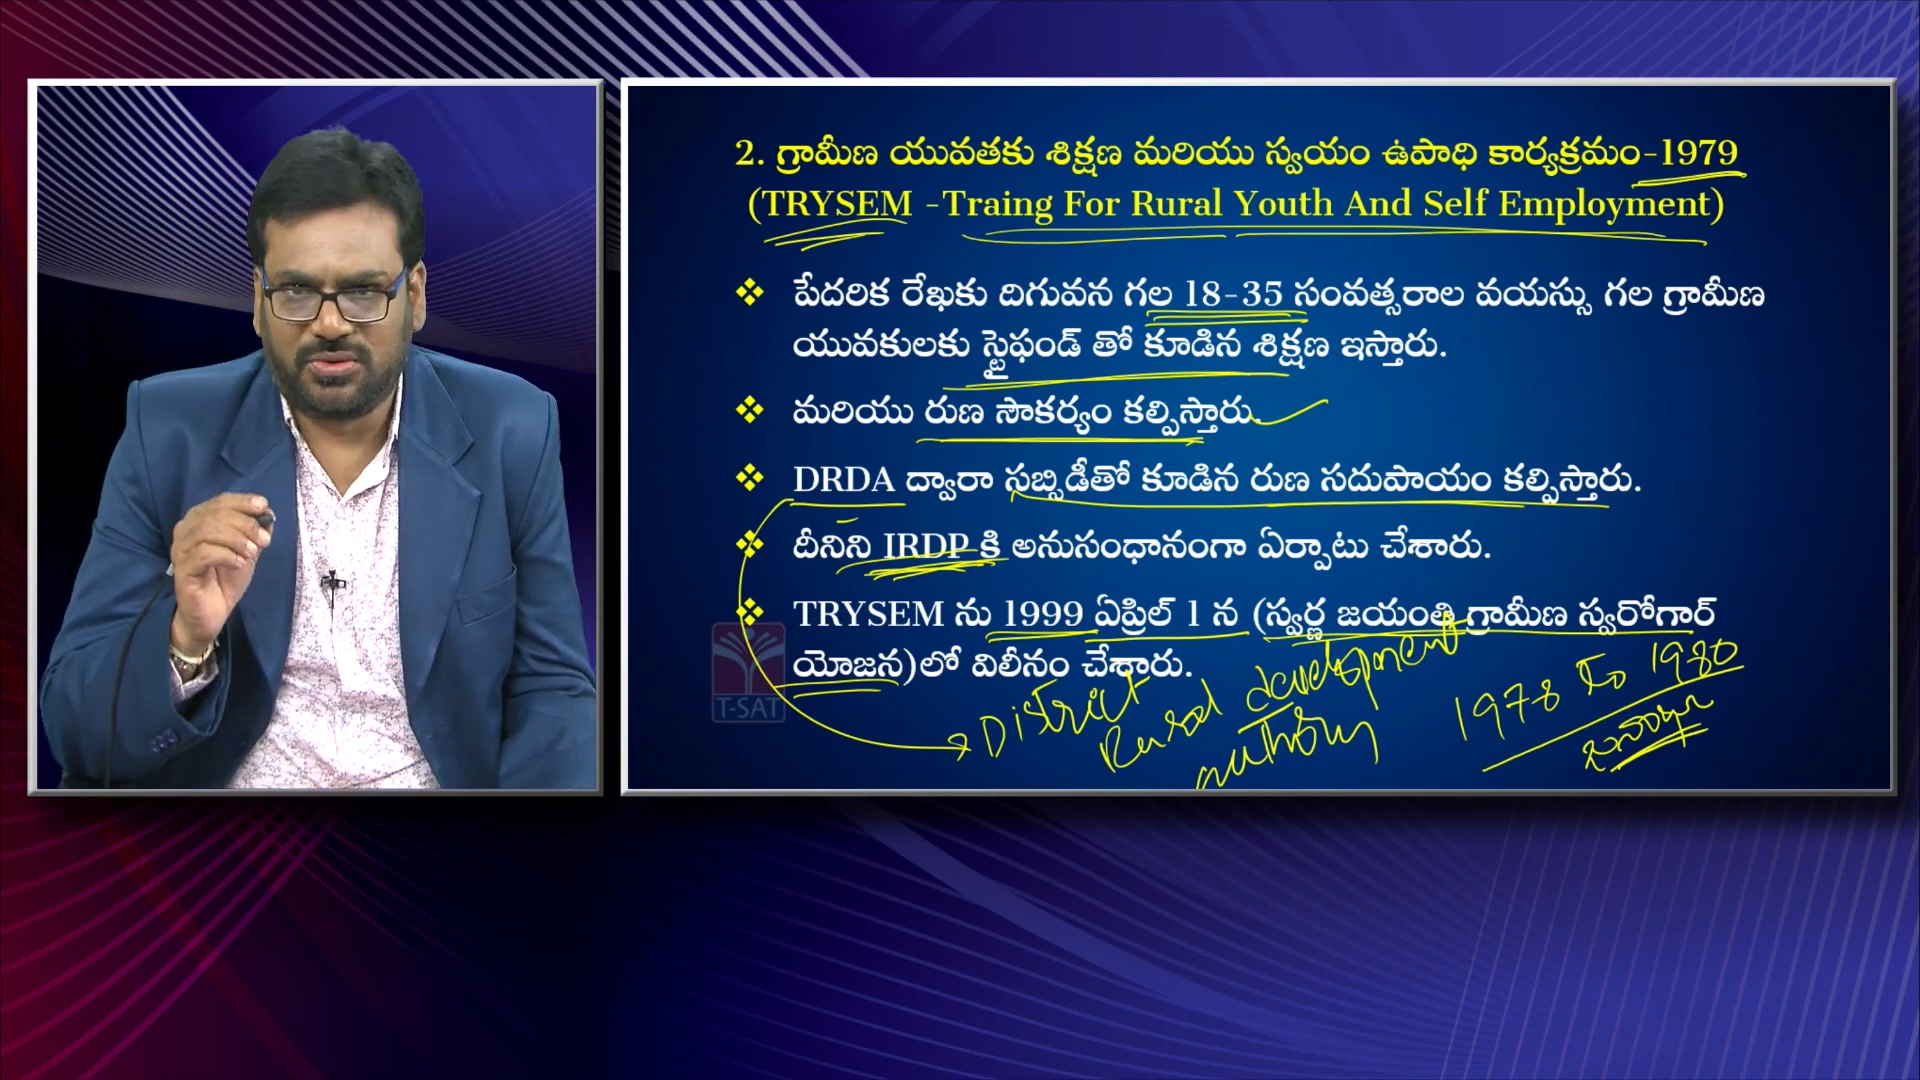 2. గ్రామీణ యువతకు శిక్షణ మరియు స్వయం ఉపాధి కార్యక్రమం-1979
(TRYSEM -Traing For Rural Youth And Self Employment)
❖ పేదరిక రేఖకు దిగువన గల 18-35 సంవత్సరాల వయస్సు గల గ్రామీణ
యువకులకు స్టైఫండ్ తో కూడిన శిక్షణ ఇస్తారు.
❖ మరియు రుణ సౌకర్యం కల్పిస్తారు.
❖ DRDA ద్వారా సబ్సిడీతో కూడిన రుణ సదుపాయం కల్పిస్తారు.
❖ దీనిని IRDP కి అనుసంధానంగా ఏర్పాటు చేశారు.
❖ TRYSEM ను 1999 ఏప్రిల్ 1 న (స్వర్ణ జయంతి గ్రామీణ స్వరోగార్
యోజన)లో విలీనం చేశారు.
T-SAT
District
Rural development
authority
1978 to 1980